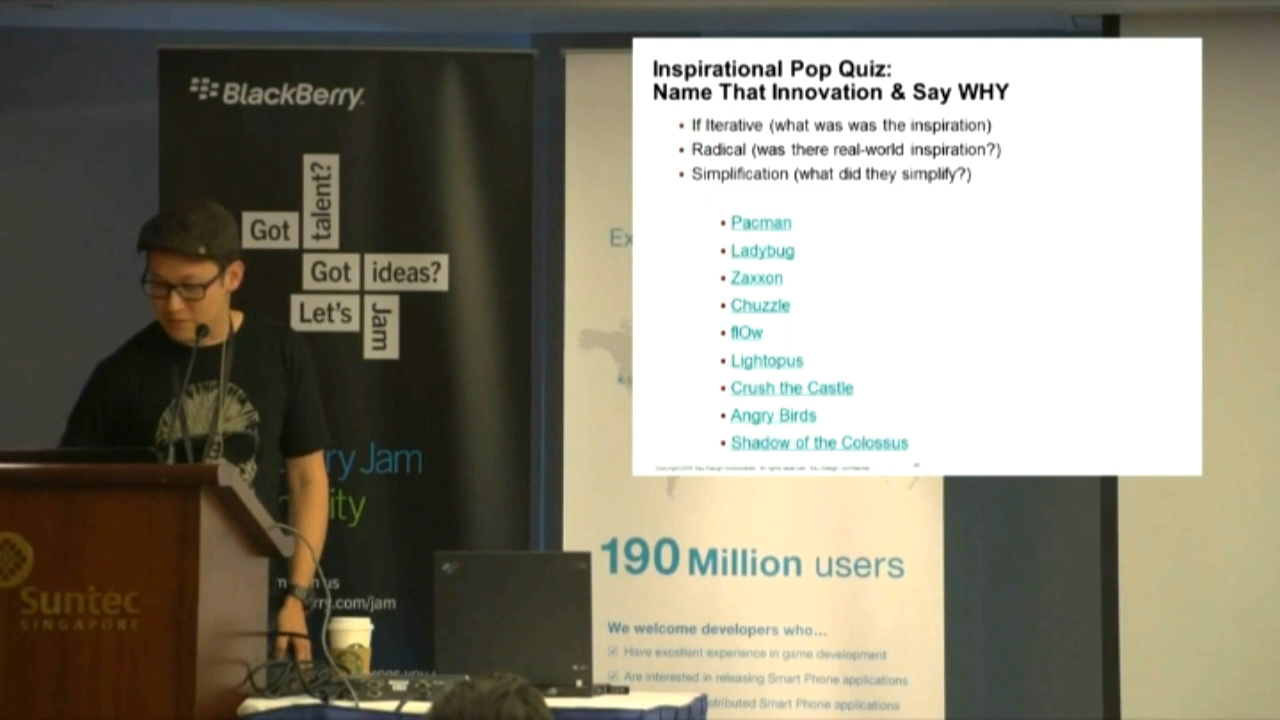 BlackBerry
Got
talent?
Got
ideas?
Let's
Jam
ry Jam
ity
us
rry.com/jam
Suntec
SINGAPORE
Inspirational Pop Quiz:
Name That Innovation & Say WHY
• If Iterative (what was was the inspiration)
• Radical (was there real-world inspiration?)
• Simplification (what did they simplify?)
• Pacman
• Ladybug
• Zaxxon
• Chuzzle
• flOw
• Lightopus
• Crush the Castle
• Angry Birds
• Shadow of the Colossus
Ex
190 Million users
We welcome developers who...
Have excellent experience in game development
Are interested in releasing Smart Phone applications
stributed Smart Phone applications